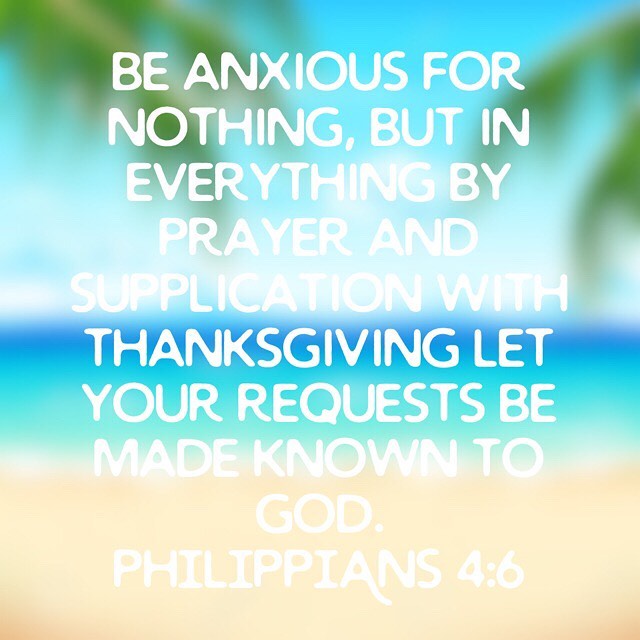 BE ANXIOUS FOR
NOTHING, BUT IN
EVERYTHING BY
PRAYER AND
SUPPLICATION WITH
THANKSGIVING LET
YOUR REQUESTS BE
MADE KNOWN TO
GOD.
PHILIPPIANS 4:6